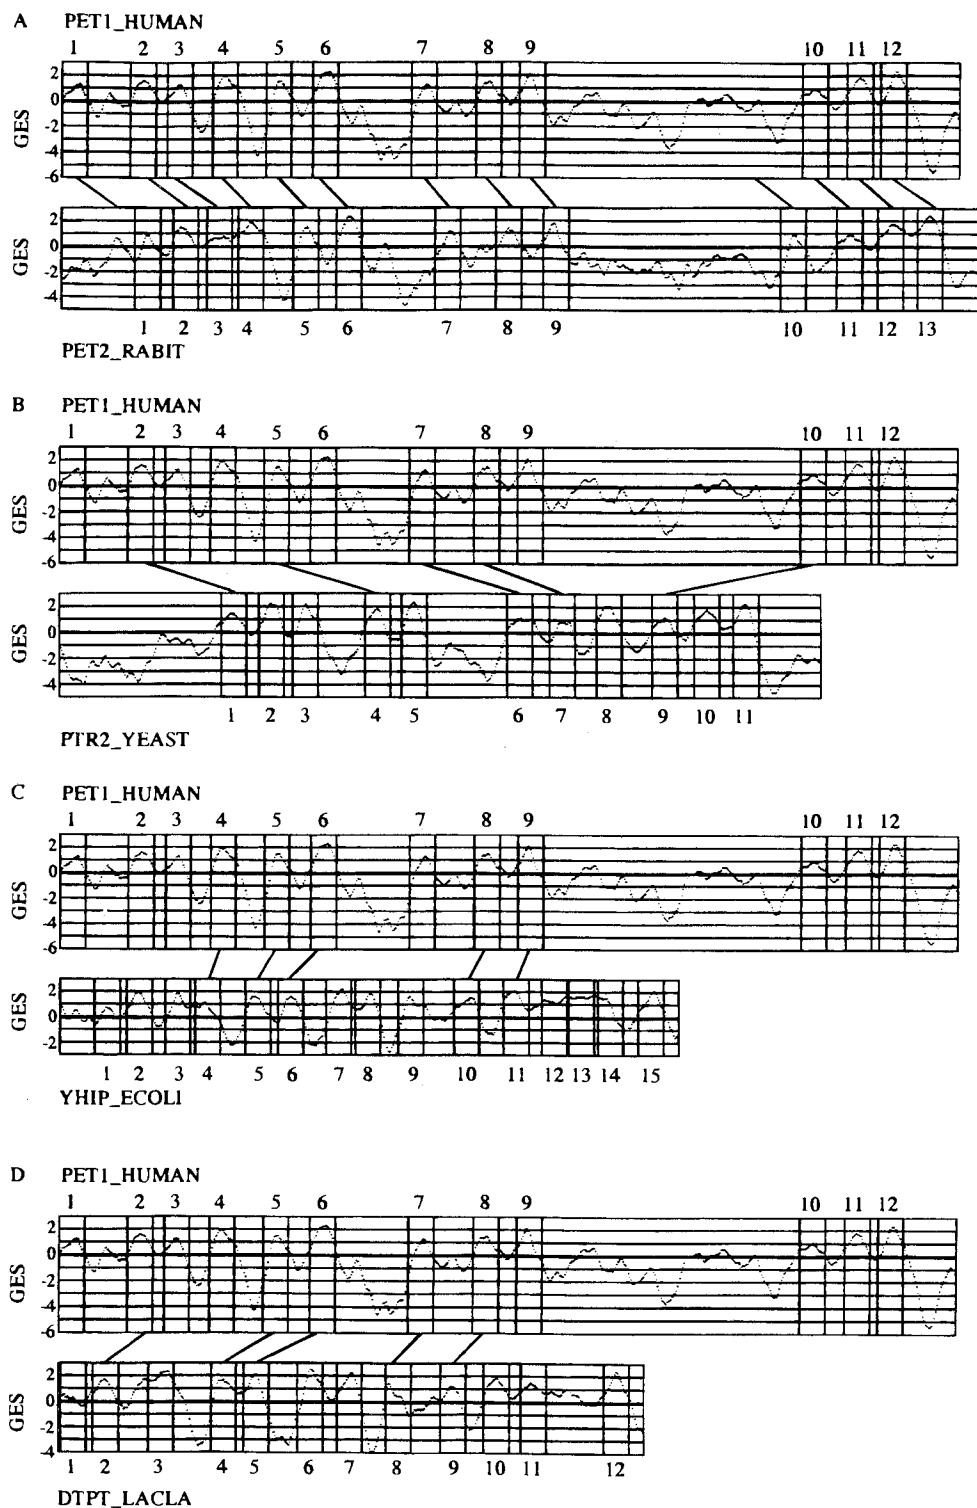 A PET1_HUMAN
1 2 3 4 5 6 7 8 9 10 11 12
GES
2
0
-2
-4
-6
GES
2
0
-2
-4
1 2 3 4 5 6 7 8 9 10 11 12 13
PET2_RABIT
B PET1_HUMAN
1 2 3 4 5 6 7 8 9 10 11 12
GES
2
0
-2
-4
-6
GES
2
0
-2
-4
1 2 3 4 5 6 7 8 9 10 11
PTR2_YEAST
C PET1_HUMAN
1 2 3 4 5 6 7 8 9 10 11 12
GES
2
0
-2
-4
-6
GES
2
0
-2
1 2 3 4 5 6 7 8 9 10 11 12 13 14 15
YHIP_ECOLI
D PET1_HUMAN
1 2 3 4 5 6 7 8 9 10 11 12
GES
2
0
-2
-4
-6
GES
2
0
-2
-4
1 2 3 4 5 6 7 8 9 10 11 12
DTPT_LACLA